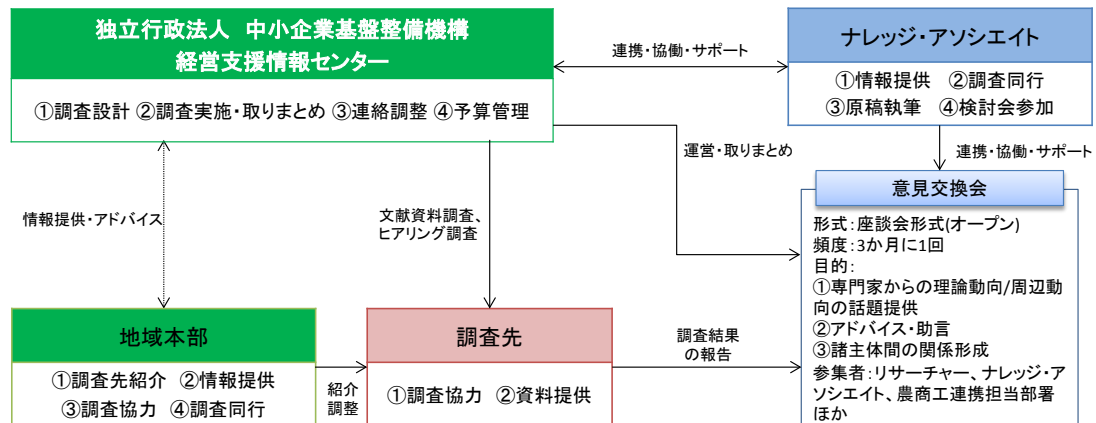 独立行政法人 中小企業基盤整備機構
経営支援情報センター
①調査設計 ②調査実施・取りまとめ ③連絡調整 ④予算管理
連携・協働・サポート
ナレッジ・アソシエイト
①情報提供 ②調査同行
③原稿執筆 ④検討会参加
運営・取りまとめ
連携・協働・サポート
情報提供・アドバイス
文献資料調査、
ヒアリング調査
意見交換会
形式：座談会形式(オープン)
頻度：3か月に1回
目的：
①専門家からの理論動向/周辺動
向の話題提供
②アドバイス・助言
③諸主体間の関係形成
参集者：リサーチャー、ナレッジ・ア
ソシエイト、農商工連携担当部署
ほか
地域本部
①調査先紹介 ②情報提供
③調査協力 ④調査同行
紹介
調整
調査先
①調査協力 ②資料提供
調査結果
の報告